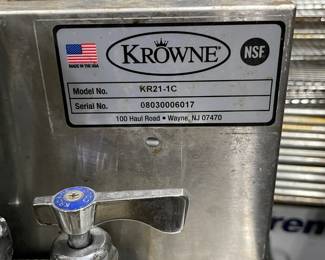 KROWNE®
NSF
MADE IN THE USA
Model No. KR21-1C
Serial No. 08030006017
100 Haul Road • Wayne, NJ 07470
rem